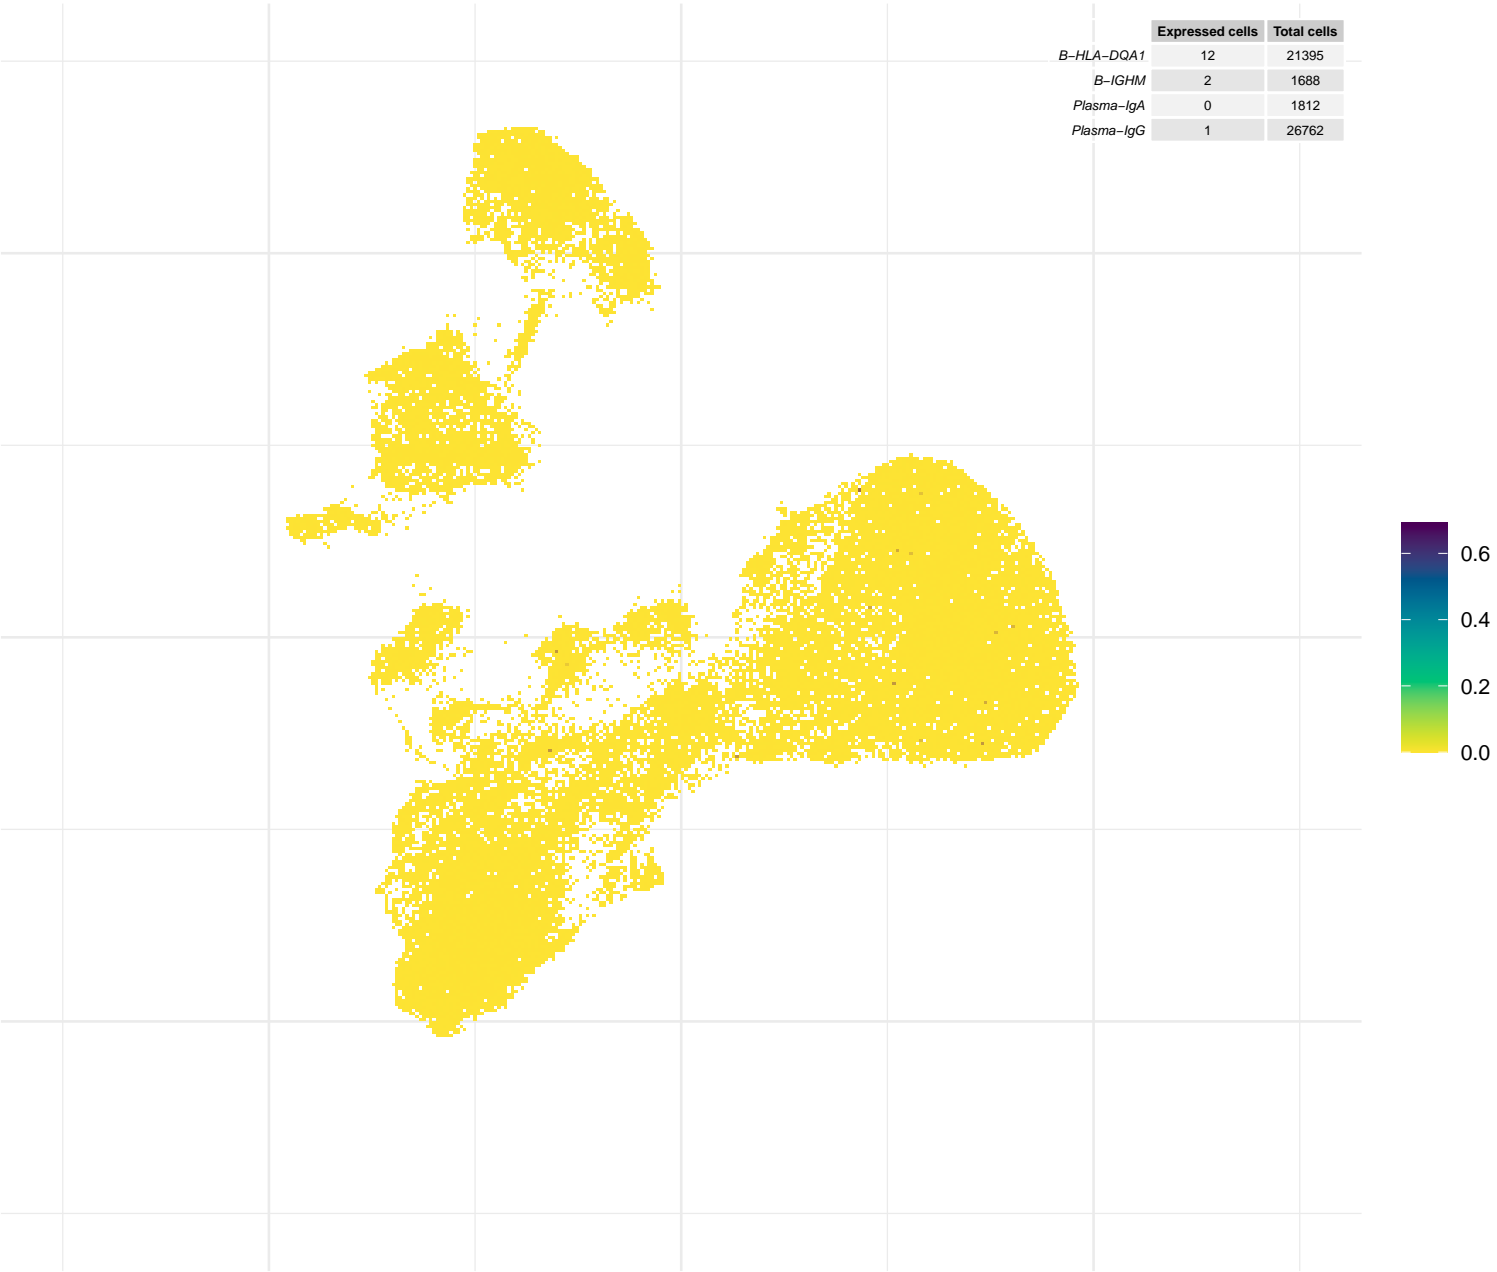 Expressed cells Total cells
B−HLA−DQA1 12 21395
B−IGHM 2 1688
Plasma−IgA 0 1812
Plasma−IgG 1 26762
0.6
0.4
0.2
0.0